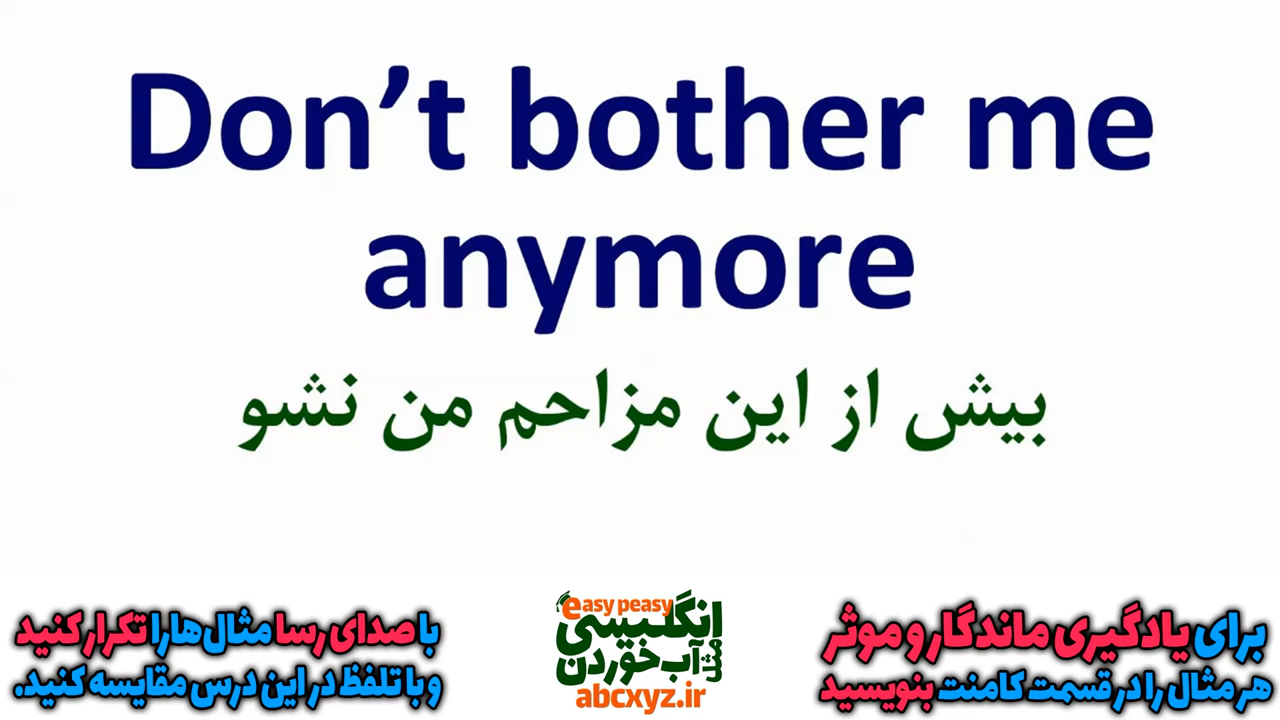 Don’t bother me
anymore
بیش از این مزاحم من نشو
برای یادگیری ماندگار و موثر
هر مثال را در قسمت کامنت بنویسید
easy peasy
انگلیسی
مثل آب خوردن
abcxyz.ir
با صدای رسا مثال‌ها را تکرار کنید
و با تلفظ در این درس مقایسه کنید.